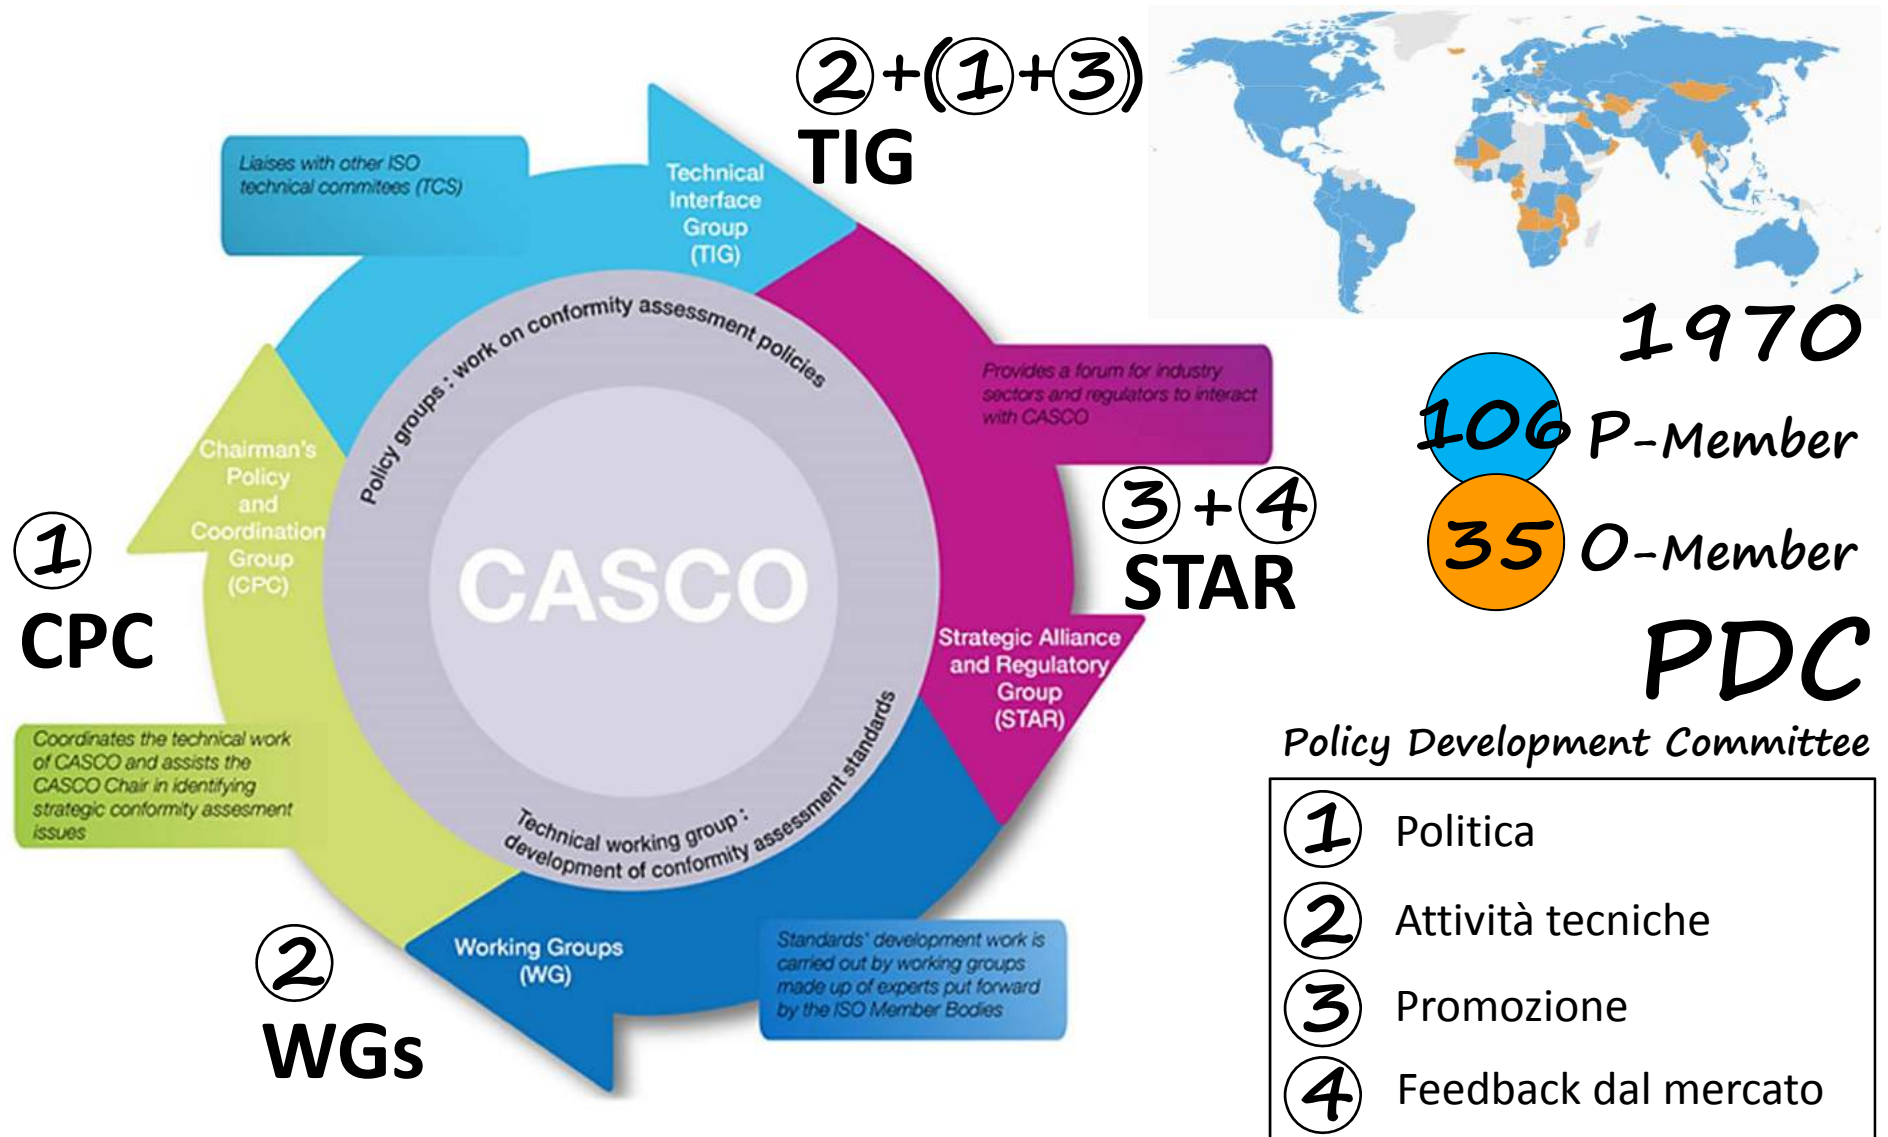 ②+(①+③)
TIG
Liaises with other ISO
technical commitees (TCS)
Technical
Interface
Group
(TIG)
Policy groups : work on conformity assessment policies
Provides a forum for industry
sectors and regulators to interact
with CASCO
1970
106 P-Member
35 O-Member
Chairman's
Policy
and
Coordination
Group
(CPC)
①
CPC
CASCO
③+④
STAR
Strategic Alliance
and Regulatory
Group
(STAR)
PDC
Policy Development Committee
Coordinates the technical work
of CASCO and assists the
CASCO Chair in identifying
strategic conformity assesment
issues
Technical working group :
development of conformity assessment standards
Working Groups
(WG)
②
WGs
Standards' development work is
carried out by working groups
made up of experts put forward
by the ISO Member Bodies
① Politica
② Attività tecniche
③ Promozione
④ Feedback dal mercato